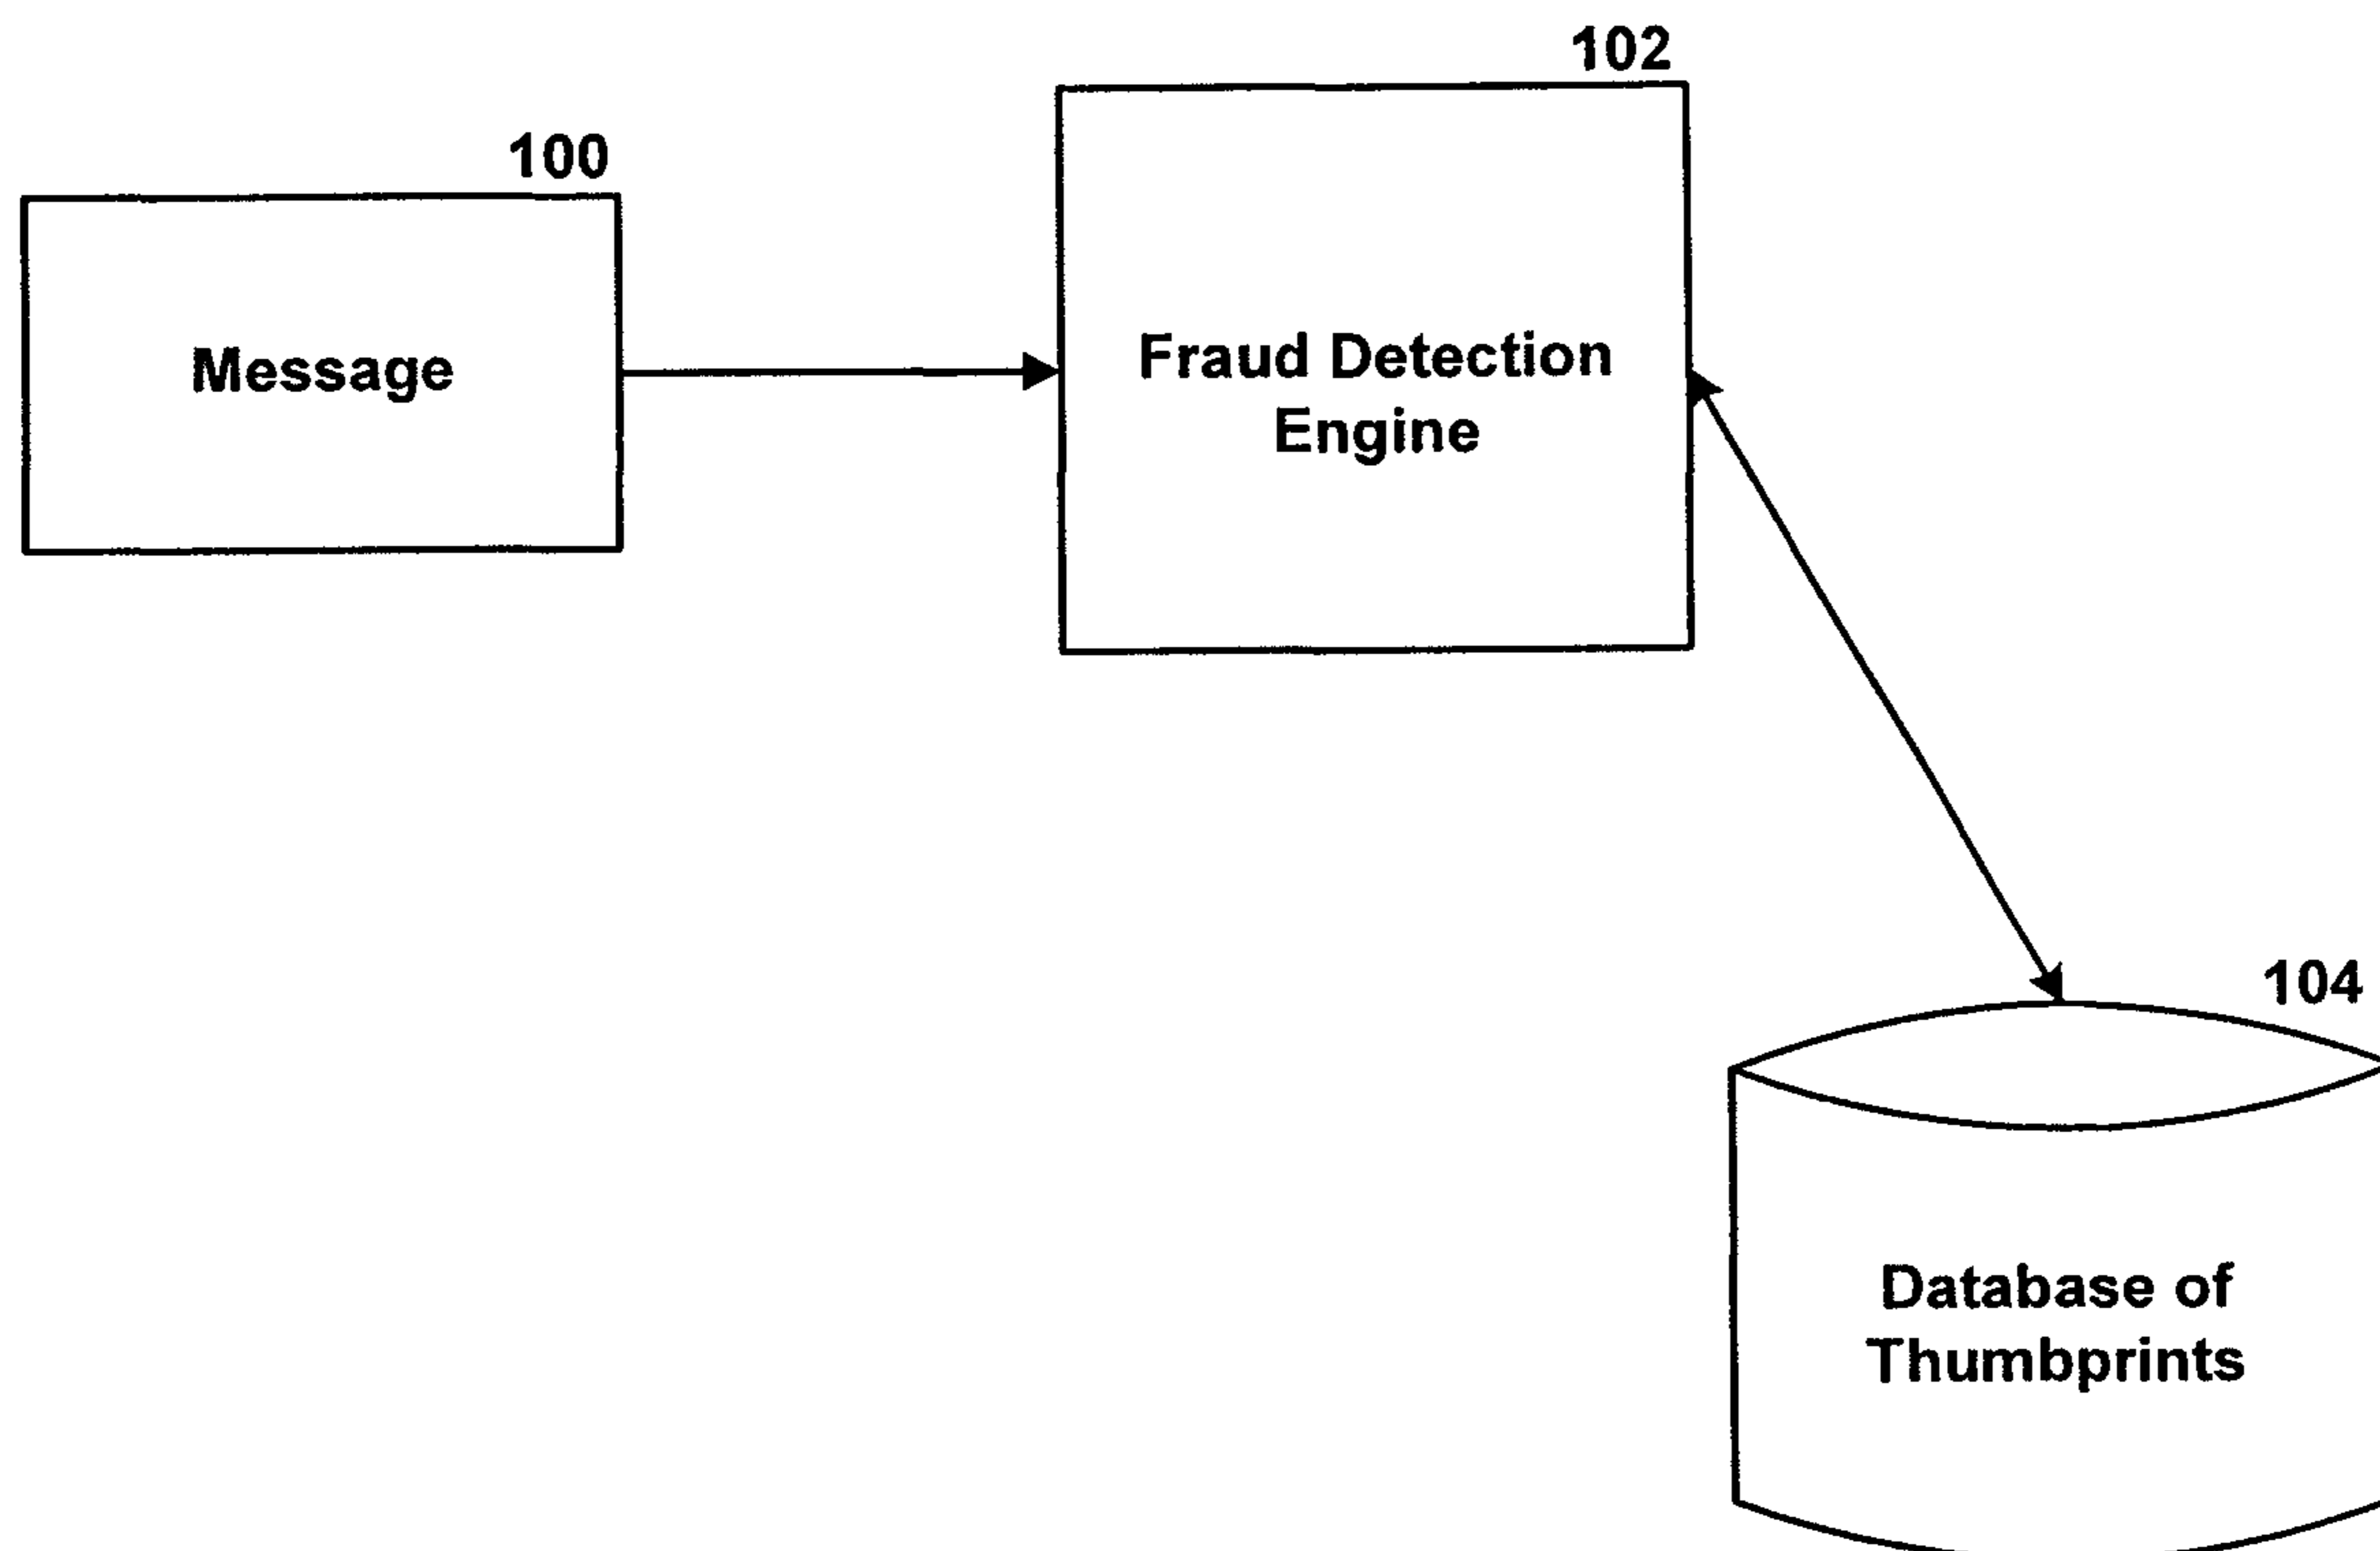 102
100
Message
Fraud Detection
Engine
104
Database of
Thumbprints